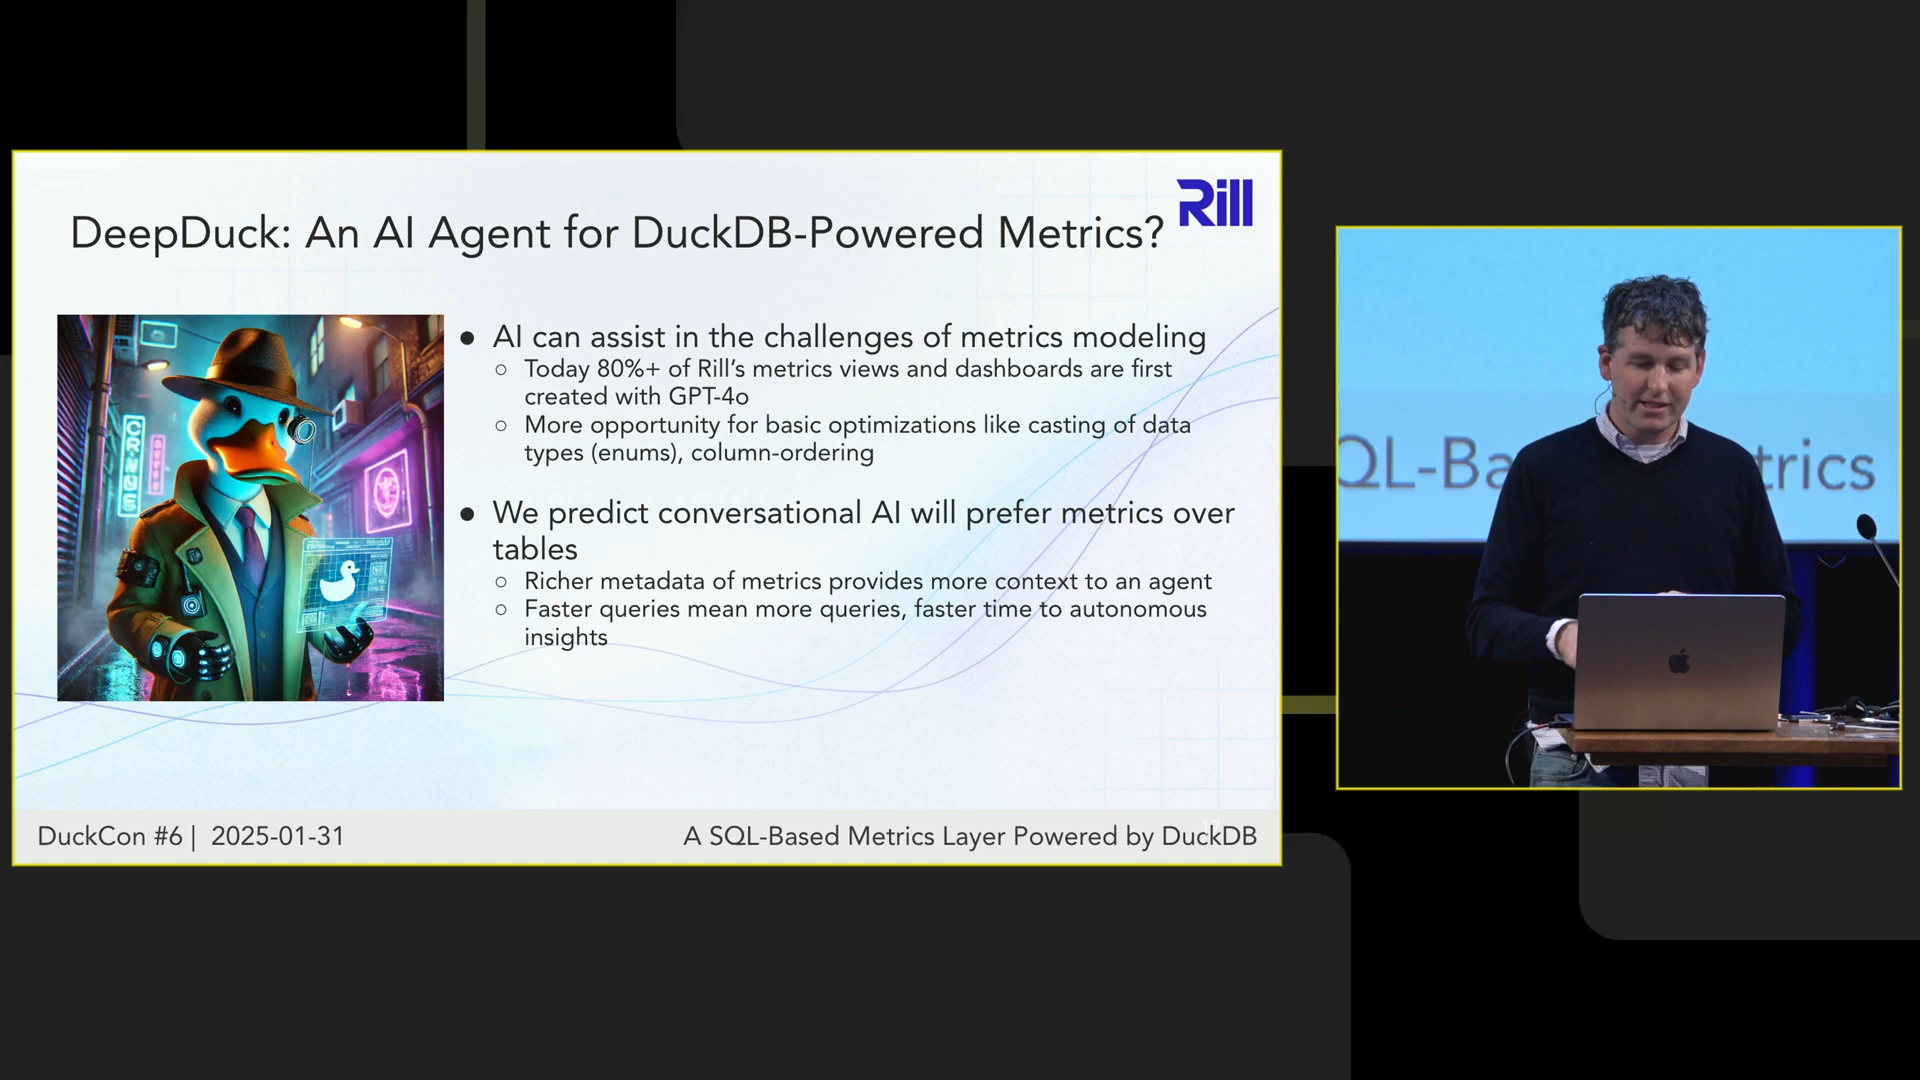 Rill
DeepDuck: An AI Agent for DuckDB-Powered Metrics?
● AI can assist in the challenges of metrics modeling
○ Today 80%+ of Rill's metrics views and dashboards are first
created with GPT-4o
○ More opportunity for basic optimizations like casting of data
types (enums), column-ordering
● We predict conversational AI will prefer metrics over
tables
○ Richer metadata of metrics provides more context to an agent
○ Faster queries mean more queries, faster time to autonomous
insights
DuckCon #6 | 2025-01-31
A SQL-Based Metrics Layer Powered by DuckDB
QL-Ba
trics